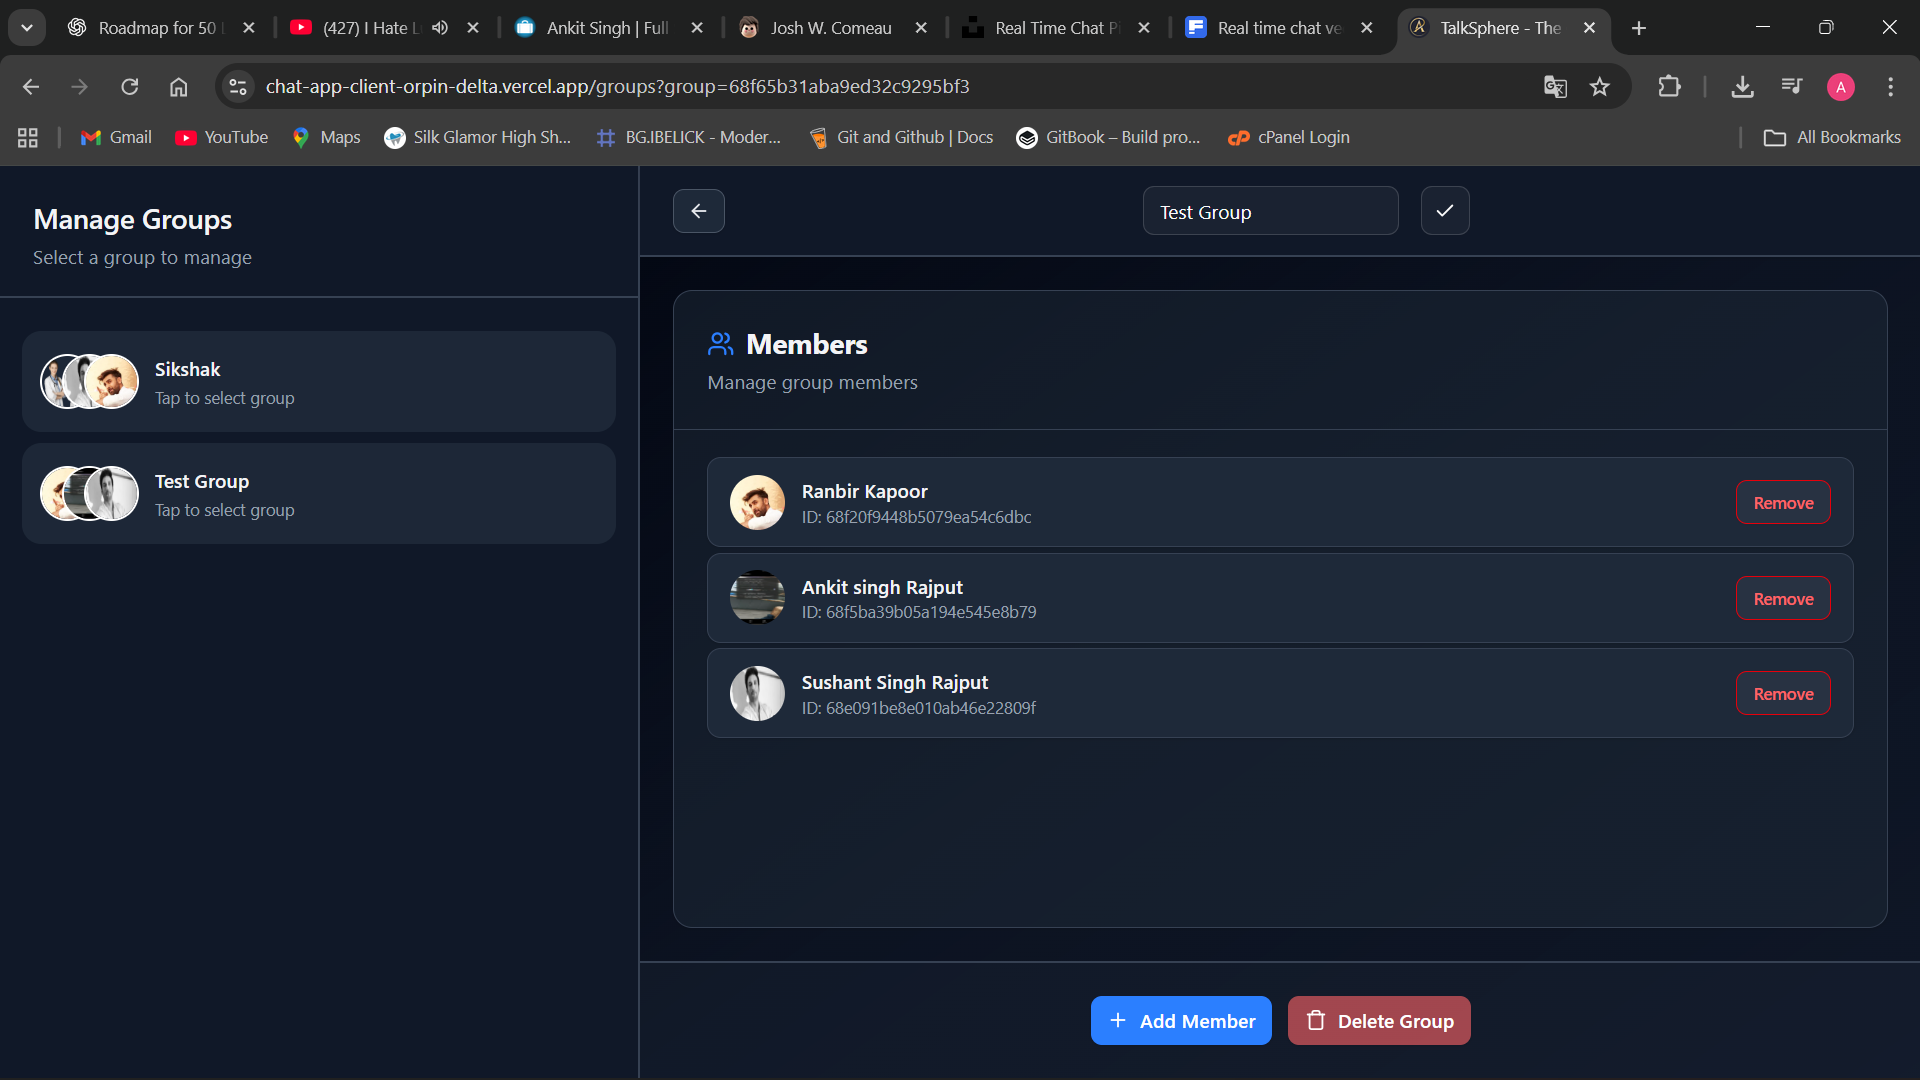 Roadmap for 50
(427) I Hate L
Ankit Singh | Full
Josh W. Comeau
Real Time Chat P
Real time chat ve
TalkSphere - The
chat-app-client-orpin-delta.vercel.app/groups?group=68f65b31aba9ed32c9295bf3
A
Gmail
YouTube
Maps
Silk Glamor High Sh...
BG.IBELICK - Moder...
Git and Github | Docs
GitBook – Build pro...
cPanel Login
All Bookmarks
Manage Groups
Select a group to manage
Sikshak
Tap to select group
Test Group
Tap to select group
Test Group
Members
Manage group members
Ranbir Kapoor
ID: 68f20f9448b5079ea54c6dbc
Remove
Ankit singh Rajput
ID: 68f5ba39b05a194e545e8b79
Remove
Sushant Singh Rajput
ID: 68e091be8e010ab46e22809f
Remove
Add Member
Delete Group